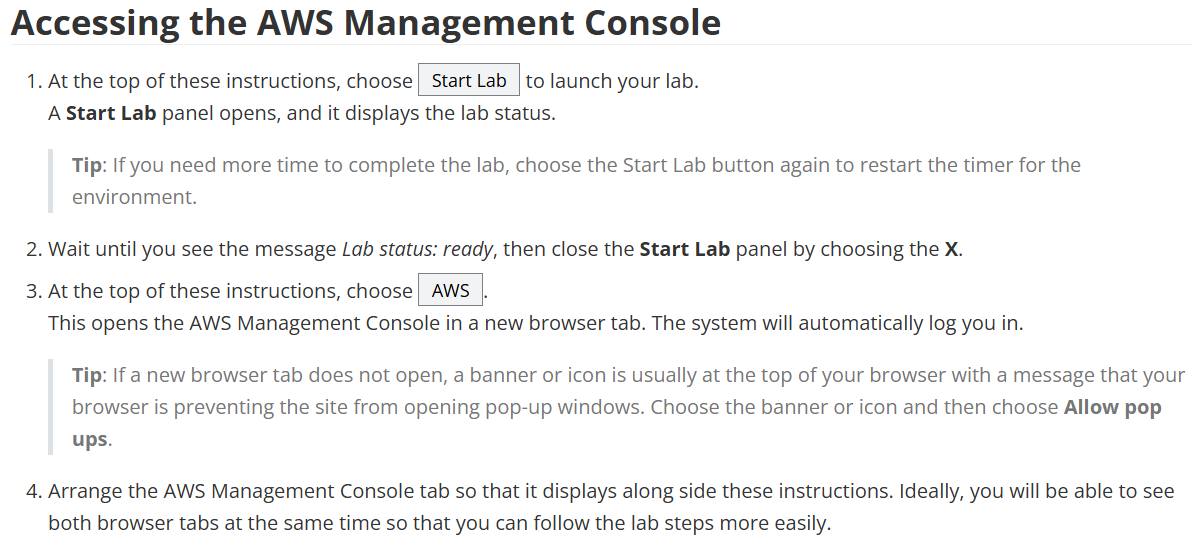 Accessing the AWS Management Console
1. At the top of these instructions, choose Start Lab to launch your lab.
A Start Lab panel opens, and it displays the lab status.
Tip: If you need more time to complete the lab, choose the Start Lab button again to restart the timer for the
environment.
2. Wait until you see the message Lab status: ready, then close the Start Lab panel by choosing the X.
3. At the top of these instructions, choose AWS.
This opens the AWS Management Console in a new browser tab. The system will automatically log you in.
Tip: If a new browser tab does not open, a banner or icon is usually at the top of your browser with a message that your
browser is preventing the site from opening pop-up windows. Choose the banner or icon and then choose Allow pop
ups.
4. Arrange the AWS Management Console tab so that it displays along side these instructions. Ideally, you will be able to see
both browser tabs at the same time so that you can follow the lab steps more easily.